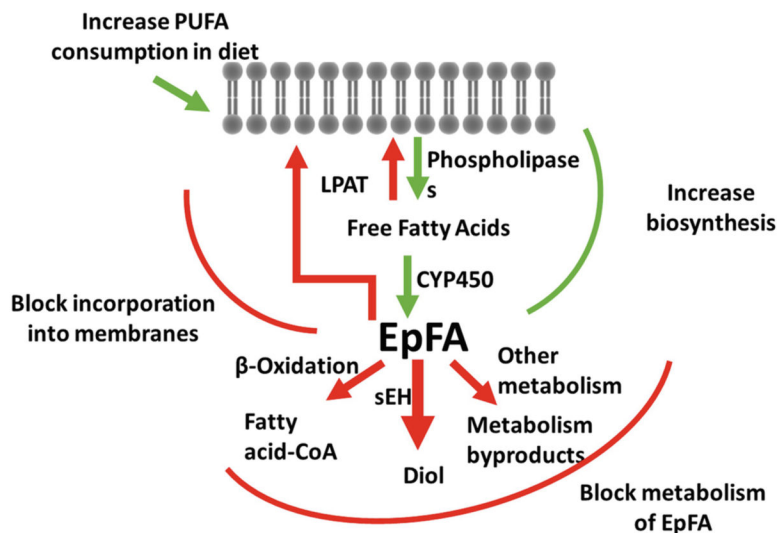 Increase PUFA
consumption in diet
Phospholipase
s
LPAT
Free Fatty Acids
Increase
biosynthesis
CYP450
Block incorporation
into membranes
EpFA
β-Oxidation
sEH
Other
metabolism
Fatty
acid-CoA
Diol
Metabolism
byproducts
Block metabolism
of EpFA